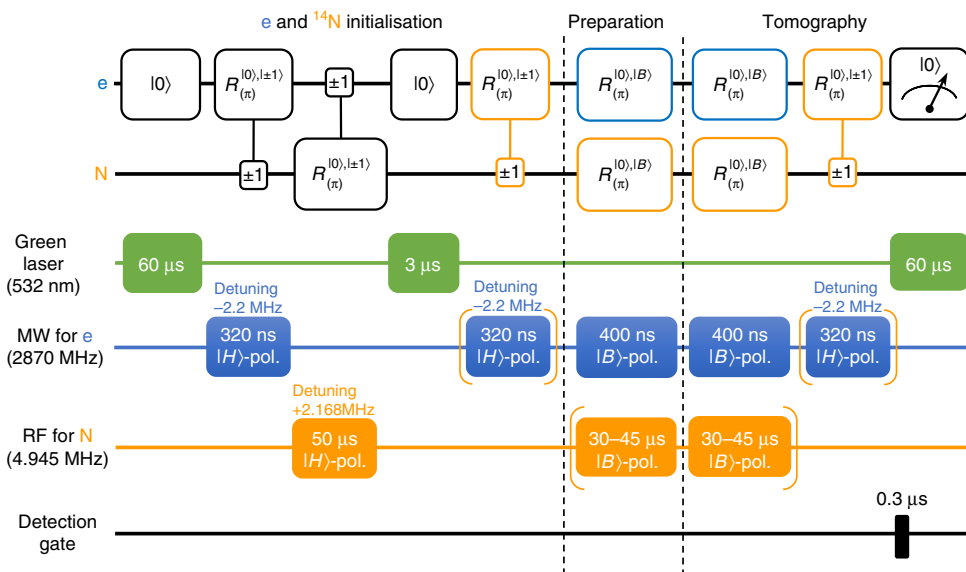 e and ¹⁴N initialisation
Preparation
Tomography
e
|0⟩
R(π)^|0⟩,|±1⟩
±1
|0⟩
R(π)^|0⟩,|±1⟩
R(π)^|0⟩,|B⟩
R(π)^|0⟩,|B⟩
R(π)^|0⟩,|±1⟩
|0⟩
N
±1
R(π)^|0⟩,|±1⟩
±1
R(π)^|0⟩,|B⟩
R(π)^|0⟩,|B⟩
±1
Green
laser
(532 nm)
60 µs
3 µs
60 µs
Detuning
–2.2 MHz
Detuning
–2.2 MHz
Detuning
–2.2 MHz
MW for e
(2870 MHz)
320 ns
|H⟩-pol.
320 ns
|H⟩-pol.
400 ns
|B⟩-pol.
400 ns
|B⟩-pol.
320 ns
|H⟩-pol.
Detuning
+2.168MHz
RF for N
(4.945 MHz)
50 µs
|H⟩-pol.
30–45 µs
|B⟩-pol.
30–45 µs
|B⟩-pol.
0.3 µs
Detection
gate